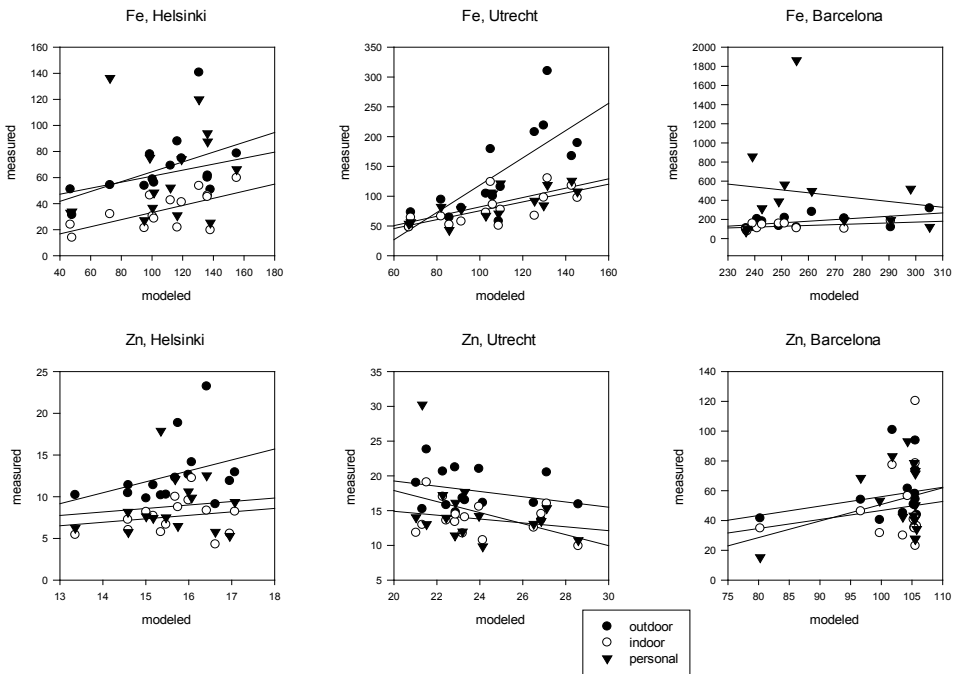 Fe, Helsinki
160
140
120
100
80
60
40
20
0
measured
40 60 80 100 120 140 160 180
modeled
Fe, Utrecht
350
300
250
200
150
100
50
0
measured
60 80 100 120 140 160
modeled
Fe, Barcelona
2000
1800
1600
1400
1200
1000
800
600
400
200
0
measured
230 240 250 260 270 280 290 300 310
modeled
Zn, Helsinki
25
20
15
10
5
0
measured
13 14 15 16 17 18
modeled
Zn, Utrecht
35
30
25
20
15
10
5
measured
20 22 24 26 28 30
modeled
Zn, Barcelona
140
120
100
80
60
40
20
0
measured
75 80 85 90 95 100 105 110
modeled
outdoor
indoor
personal